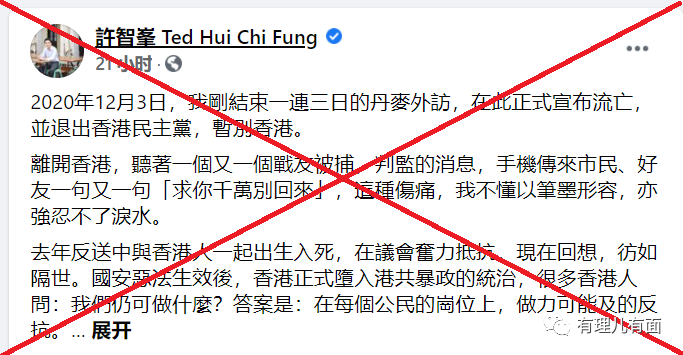 許智峯 Ted Hui Chi Fung
21 小时
2020年12月3日，我剛結束一連三日的丹麥外訪，在此正式宣布流亡，
並退出香港民主黨，暫別香港。
離開香港，聽著一個又一個戰友被捕、判監的消息，手機傳來市民、好
友一句又一句「求你千萬別回來」，這種傷痛，我不懂以筆墨形容，亦
強忍不了淚水。
去年反送中與香港人一起出生入死，在議會奮力抵抗。現在回想，彷如
隔世。國安惡法生效後，香港正式墮入港共暴政的統治，很多香港人
問：我們仍可做什麼？答案是：在每個公民的崗位上，做力可能及的反
抗。... 展开
有理儿有面